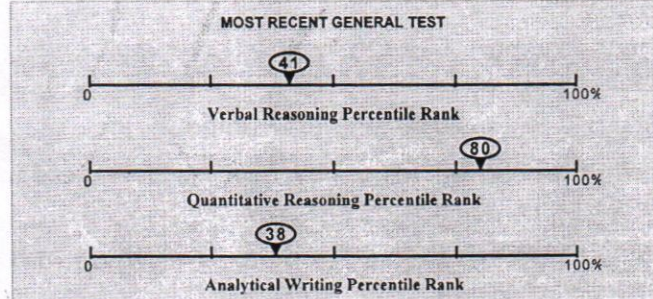 MOST RECENT GENERAL TEST
41
0 100%
Verbal Reasoning Percentile Rank
80
0 100%
Quantitative Reasoning Percentile Rank
38
0 100%
Analytical Writing Percentile Rank